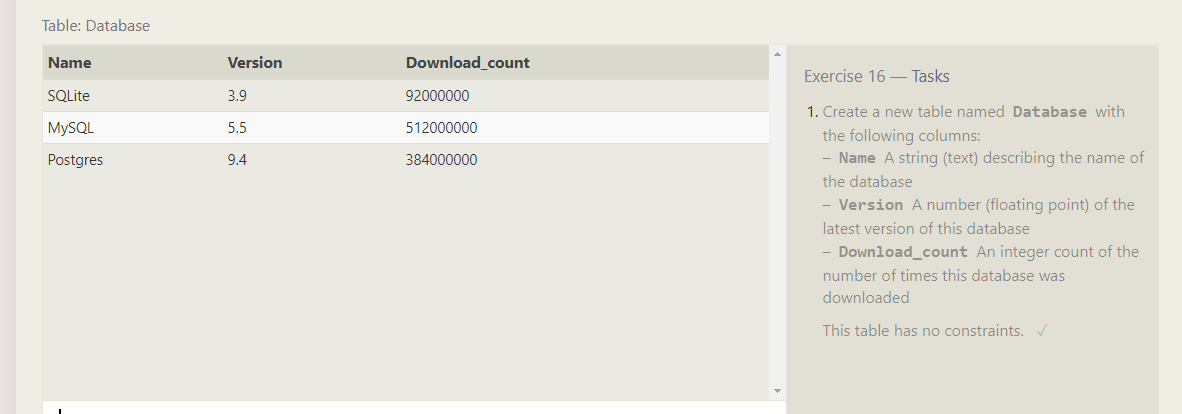 Table: Database
Name Version Download_count
SQLite 3.9 92000000
MySQL 5.5 512000000
Postgres 9.4 384000000
Exercise 16 — Tasks
1. Create a new table named Database with
the following columns:
– Name A string (text) describing the name of
the database
– Version A number (floating point) of the
latest version of this database
– Download_count An integer count of the
number of times this database was
downloaded
This table has no constraints. ✓